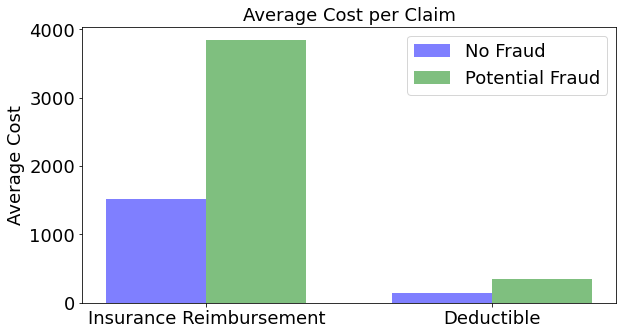 Average Cost per Claim
No Fraud
Potential Fraud
Average Cost
4000
3000
2000
1000
0
Insurance Reimbursement
Deductible